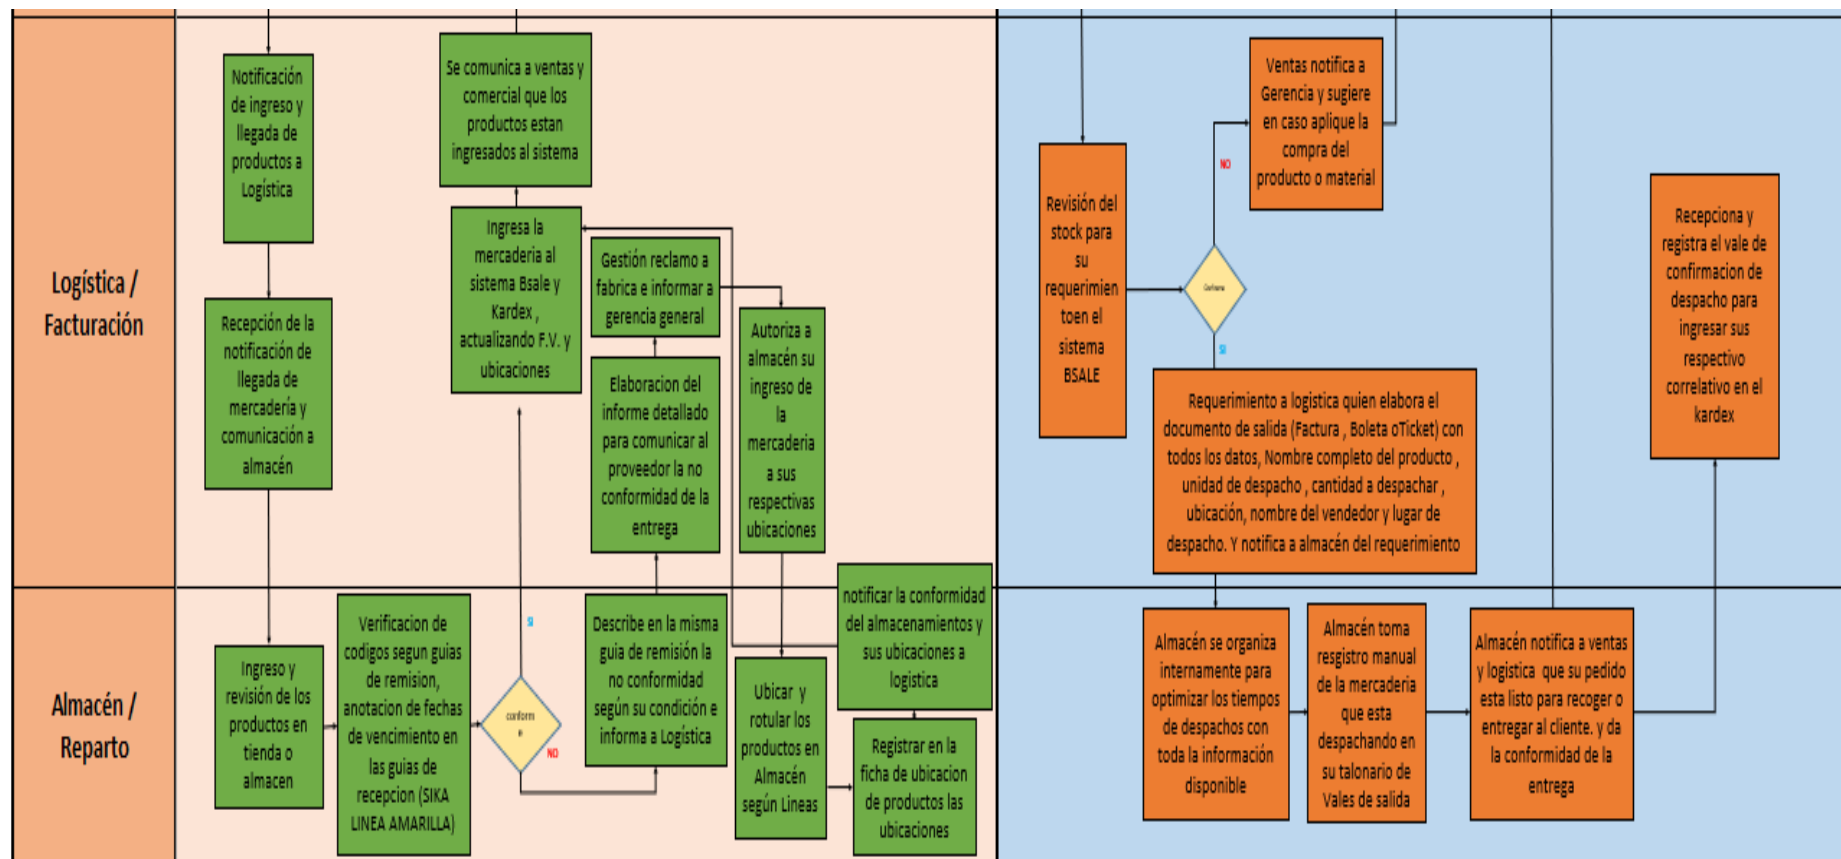 Logística /
Facturación
Notificación
de ingreso y
llegada de
productos a
Logística
Recepción de la
notificación de
llegada de
mercadería y
comunicación a
almacén
Se comunica a ventas y
comercial que los
productos estan
ingresados al sistema
Ingresa la
mercaderia al
sistema Bsale y
Kardex ,
actualizando F.V. y
ubicaciones
Gestión reclamo a
fabrica e informar a
gerencia general
Elaboracion del
informe detallado
para comunicar al
proveedor la no
conformidad de la
entrega
Autoriza a
almacén su
ingreso de
la
mercaderia
a sus
respectivas
ubicaciones
Revisión del
stock para
su
requerimien
toen el
sistema
BSALE
Ventas notifica a
Gerencia y sugiere
en caso aplique la
compra del
producto o material
NO
Conforme
SI
Requerimiento a logistica quien elabora el
documento de salida (Factura , Boleta oTicket) con
todos los datos, Nombre completo del producto ,
unidad de despacho , cantidad a despachar ,
ubicación, nombre del vendedor y lugar de
despacho. Y notifica a almacén del requerimiento
Recepciona y
registra el vale de
confirmacion de
despacho para
ingresar sus
respectivo
correlativo en el
kardex
Almacén /
Reparto
Ingreso y
revisión de los
productos en
tienda o
almacen
Verificacion de
codigos segun guias
de remision,
anotacion de fechas
de vencimiento en
las guias de
recepcion (SIKA
LINEA AMARILLA)
SI
conform
e
NO
Describe en la misma
guia de remisión la
no conformidad
según su condición e
informa a Logística
Ubicar y
rotular los
productos en
Almacén
según Lineas
notificar la conformidad
del almacenamientos y
sus ubicaciones a
logistica
Registrar en la
ficha de ubicacion
de productos las
ubicaciones
Almacén se organiza
internamente para
optimizar los tiempos
de despachos con
toda la información
disponible
Almacén toma
resgistro manual
de la mercaderia
que esta
despachando en
su talonario de
Vales de salida
Almacén notifica a ventas
y logistica que su pedido
esta listo para recoger o
entregar al cliente. y da
la conformidad de la
entrega